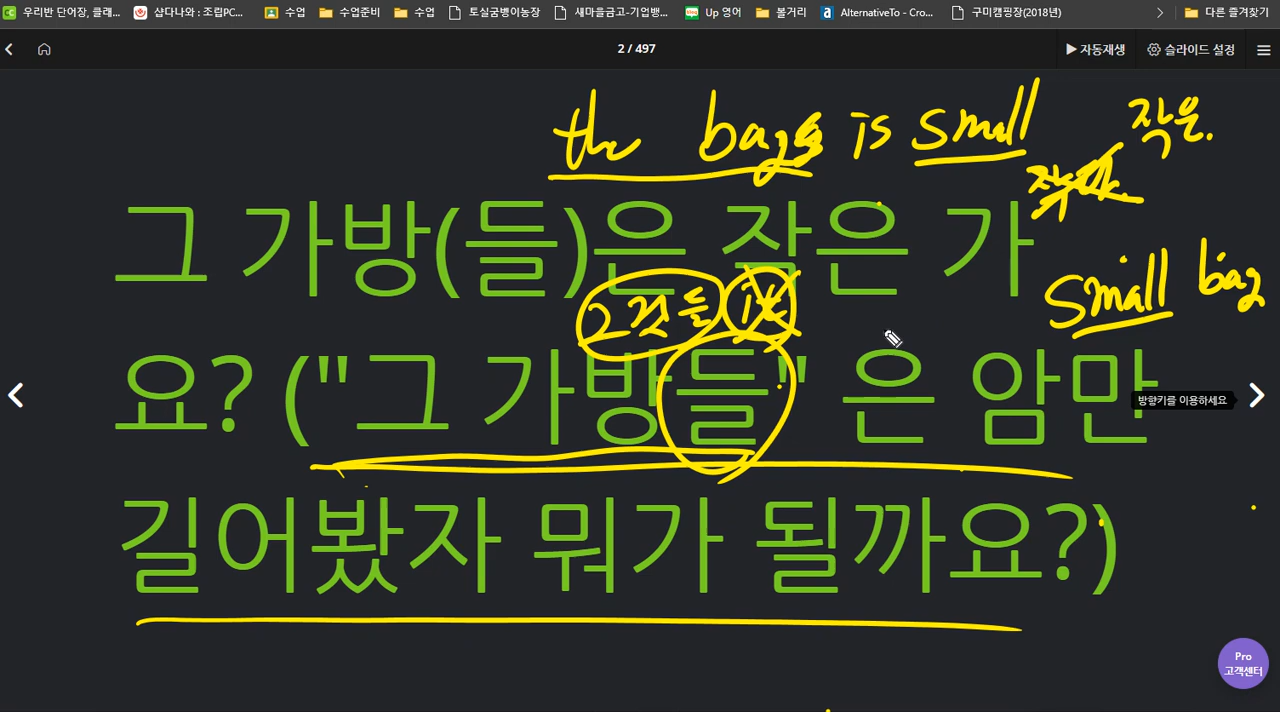 우리반 단어장, 클래... 샵다나와 : 조립PC... 수업 수업준비 수업 토실굼벵이농장 새마을금고-기업뱅... Up 영어 볼거리 AlternativeTo - Cro... 구미캠핑장(2018년) 다른 즐겨찾기
2 / 497 자동재생 슬라이드 설정
the bag is small 작은.
그 가방(들)은 잖은 가
small bag
그것들
요? ("그 가방들" 은 암만
방향키를 이용하세요
길어봤자 뭐가 될까요?)
Pro
고객센터